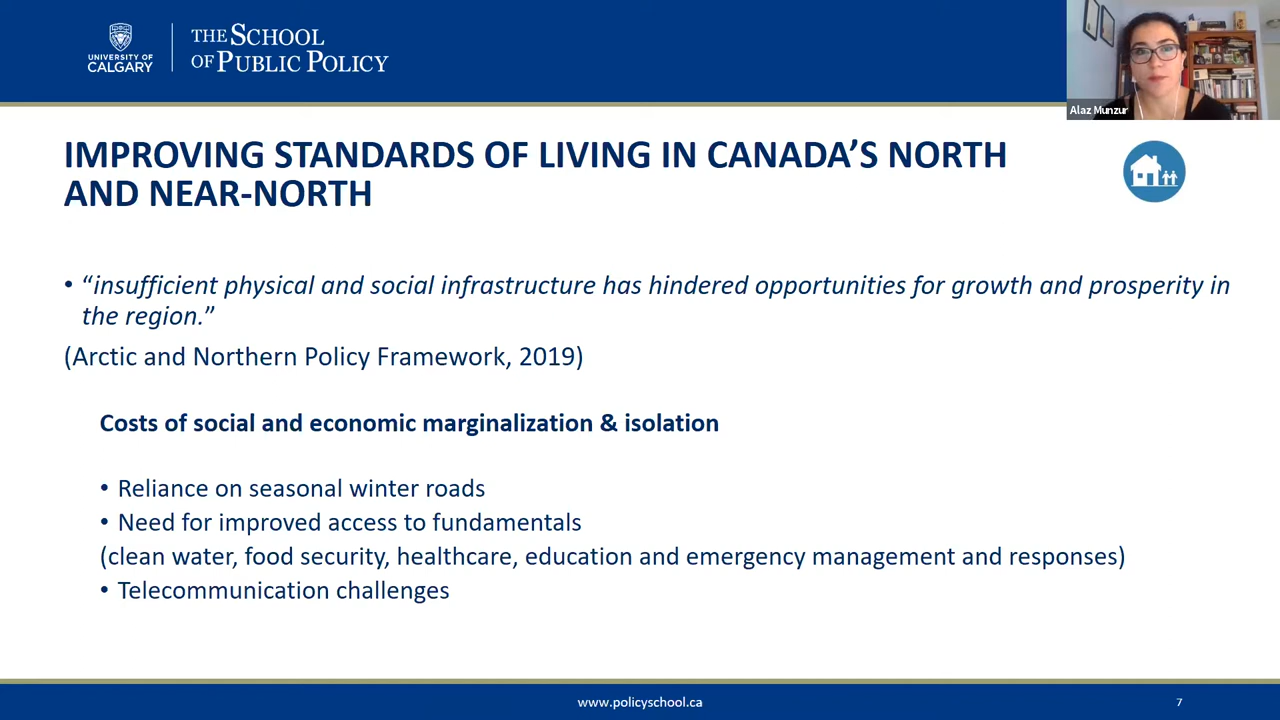 UNIVERSITY OF
CALGARY
THE SCHOOL
OF PUBLIC POLICY
Alaz Munzur
IMPROVING STANDARDS OF LIVING IN CANADA’S NORTH
AND NEAR-NORTH
• “insufficient physical and social infrastructure has hindered opportunities for growth and prosperity in
the region.”
(Arctic and Northern Policy Framework, 2019)
Costs of social and economic marginalization & isolation
• Reliance on seasonal winter roads
• Need for improved access to fundamentals
(clean water, food security, healthcare, education and emergency management and responses)
• Telecommunication challenges
www.policyschool.ca
7